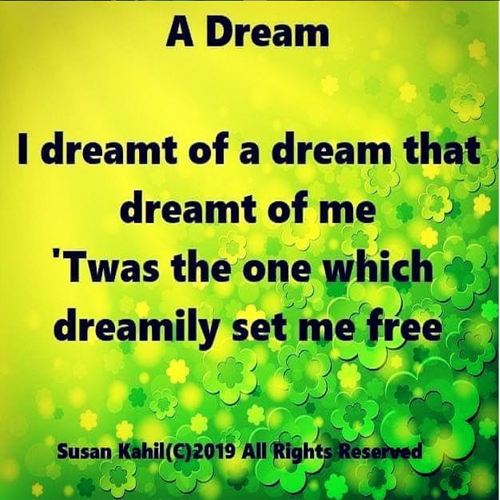 A Dream
I dreamt of a dream that
dreamt of me
'Twas the one which
dreamily set me free
Susan Kahil(C)2019 All Rights Reserved